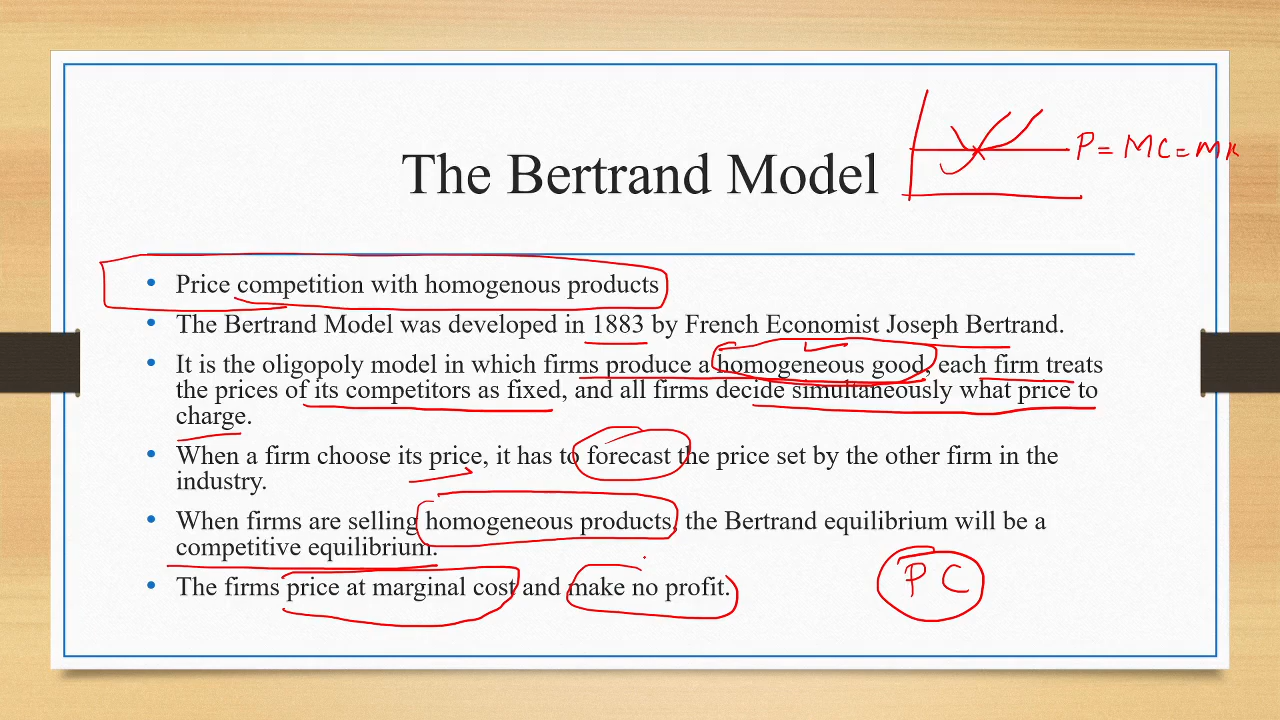 P = MC = MR
The Bertrand Model
• Price competition with homogenous products
• The Bertrand Model was developed in 1883 by French Economist Joseph Bertrand.
• It is the oligopoly model in which firms produce a homogeneous good, each firm treats
the prices of its competitors as fixed, and all firms decide simultaneously what price to
charge.
• When a firm choose its price, it has to forecast the price set by the other firm in the
industry.
• When firms are selling homogeneous products, the Bertrand equilibrium will be a
competitive equilibrium.
• The firms price at marginal cost and make no profit.
PC